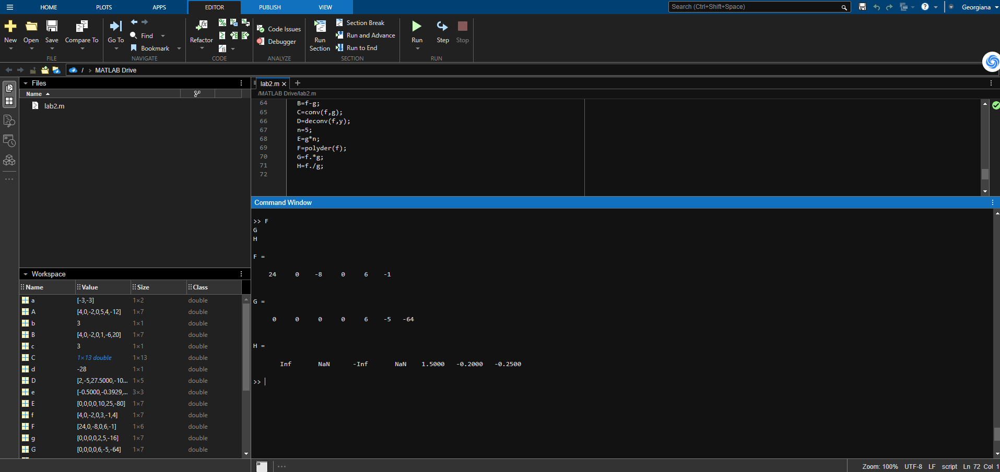 HOME PLOTS APPS EDITOR PUBLISH VIEW Search (Ctrl+Shift+Space) Georgiana
New Open Save Compare To
FILE
Go To Find Bookmark
NAVIGATE
Refactor
CODE
Code Issues
Debugger
ANALYZE
Run Section
Section Break
Run and Advance
Run to End
SECTION
Run Step Stop
RUN
/ > MATLAB Drive
Files
Name
lab2.m
lab2.m
/MATLAB Drive/lab2.m
64 B=f-g;
65 C=conv(f,g);
66 D=deconv(f,y);
67 n=5;
68 E=g*n;
69 F=polyder(f);
70 G=f.*g;
71 H=f./g;
72
Command Window
>> F
G
H
F =
24 0 -8 0 6 -1
G =
0 0 0 0 6 -5 -64
H =
Inf NaN -Inf NaN 1.5000 -0.2000 -0.2500
>>
Workspace
Name Value Size Class
a [-3,-3] 1×2 double
A [4,0,-2,0,5,4,-12] 1×7 double
b 3 1×1 double
B [4,0,-2,0,1,-6,20] 1×7 double
c 3 1×1 double
C 1×13 double 1×13 double
d -28 1×1 double
D [2,-5,27.5000,-10... 1×5 double
e [-0.5000,-0.3929,... 3×3 double
E [0,0,0,0,10,25,-80] 1×7 double
f [4,0,-2,0,3,-1,4] 1×7 double
F [24,0,-8,0,6,-1] 1×6 double
g [0,0,0,0,2,5,-16] 1×7 double
G [0,0,0,0,6,-5,-64] 1×7 double
Zoom: 100% UTF-8 LF script Ln 72 Col 1